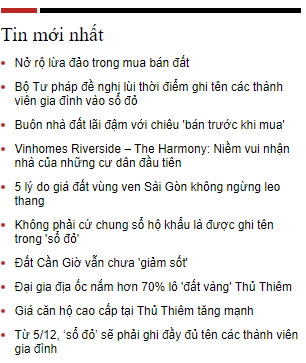 Tin mới nhất
Nở rộ lừa đảo trong mua bán đất
Bộ Tư pháp đề nghị lùi thời điểm ghi tên các thành
viên gia đình vào sổ đỏ
Buôn nhà đất lãi đậm với chiêu 'bán trước khi mua'
Vinhomes Riverside – The Harmony: Niềm vui nhận
nhà của những cư dân đầu tiên
5 lý do giá đất vùng ven Sài Gòn không ngừng leo
thang
Không phải cứ chung sổ hộ khẩu là được ghi tên
trong 'sổ đỏ'
Đất Cần Giờ vẫn chưa 'giảm sốt'
Đại gia địa ốc nắm hơn 70% lô 'đất vàng' Thủ Thiêm
Giá căn hộ cao cấp tại Thủ Thiêm tăng mạnh
Từ 5/12, 'sổ đỏ' sẽ phải ghi đầy đủ tên các thành viên
gia đình